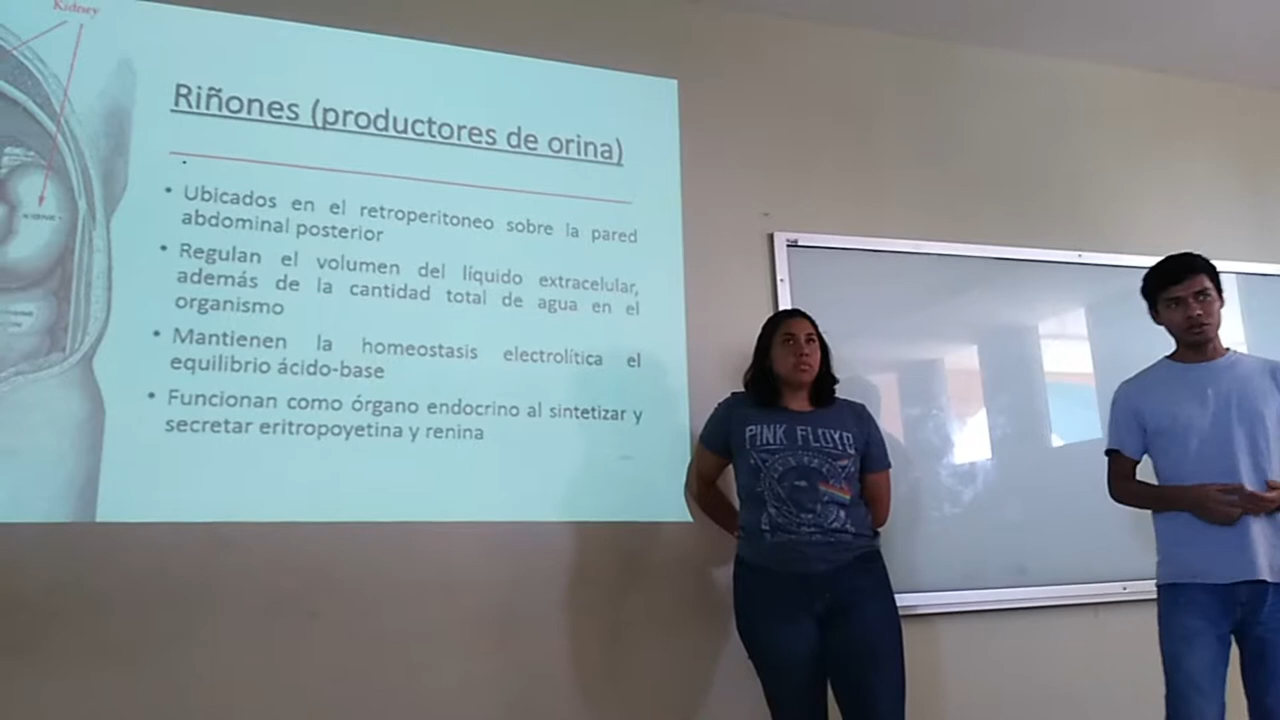 Kidney
Riñones (productores de orina)
• Ubicados en el retroperitoneo sobre la pared
abdominal posterior
• Regulan el volumen del líquido extracelular,
además de la cantidad total de agua en el
organismo
• Mantienen la homeostasis electrolítica el
equilibrio ácido-base
• Funcionan como órgano endocrino al sintetizar y
secretar eritropoyetina y renina
PINK FLOYD